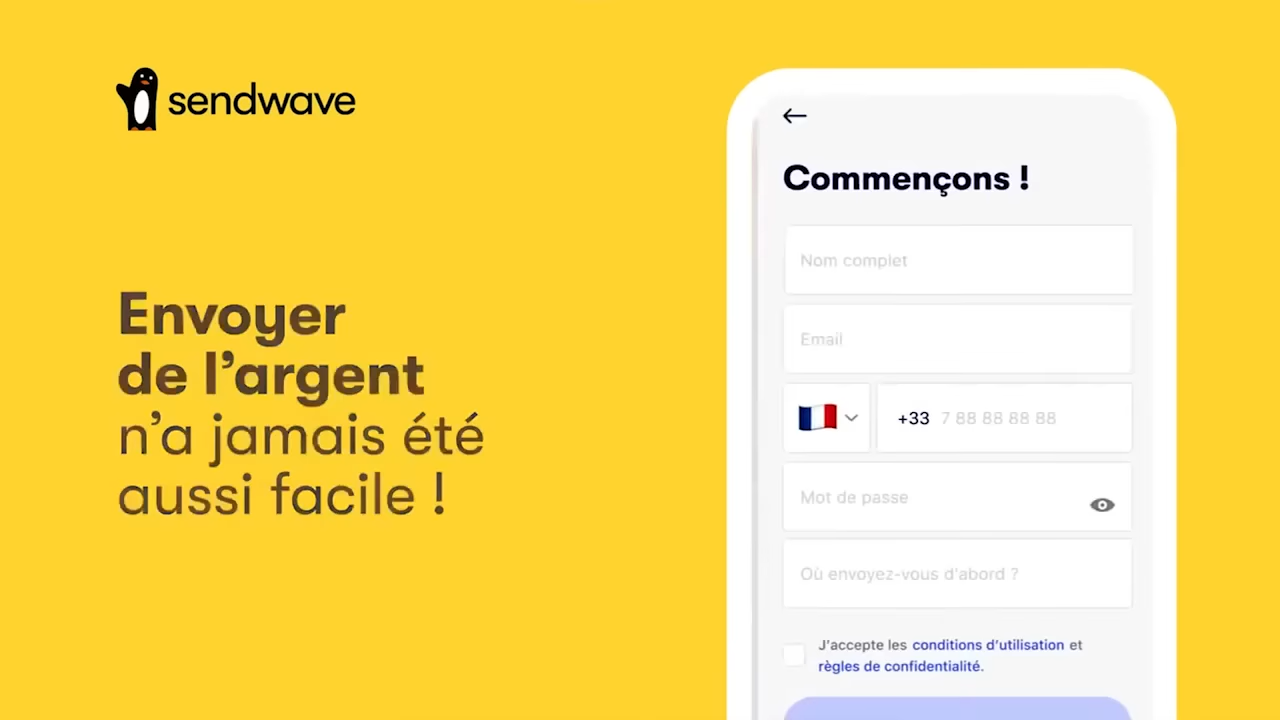 sendwave
Envoyer
de l’argent
n’a jamais été
aussi facile !
Commençons !
Nom complet
Email
+33 7 88 88 88 88
Mot de passe
Où envoyez-vous d'abord ?
J'accepte les conditions d’utilisation et
règles de confidentialité.